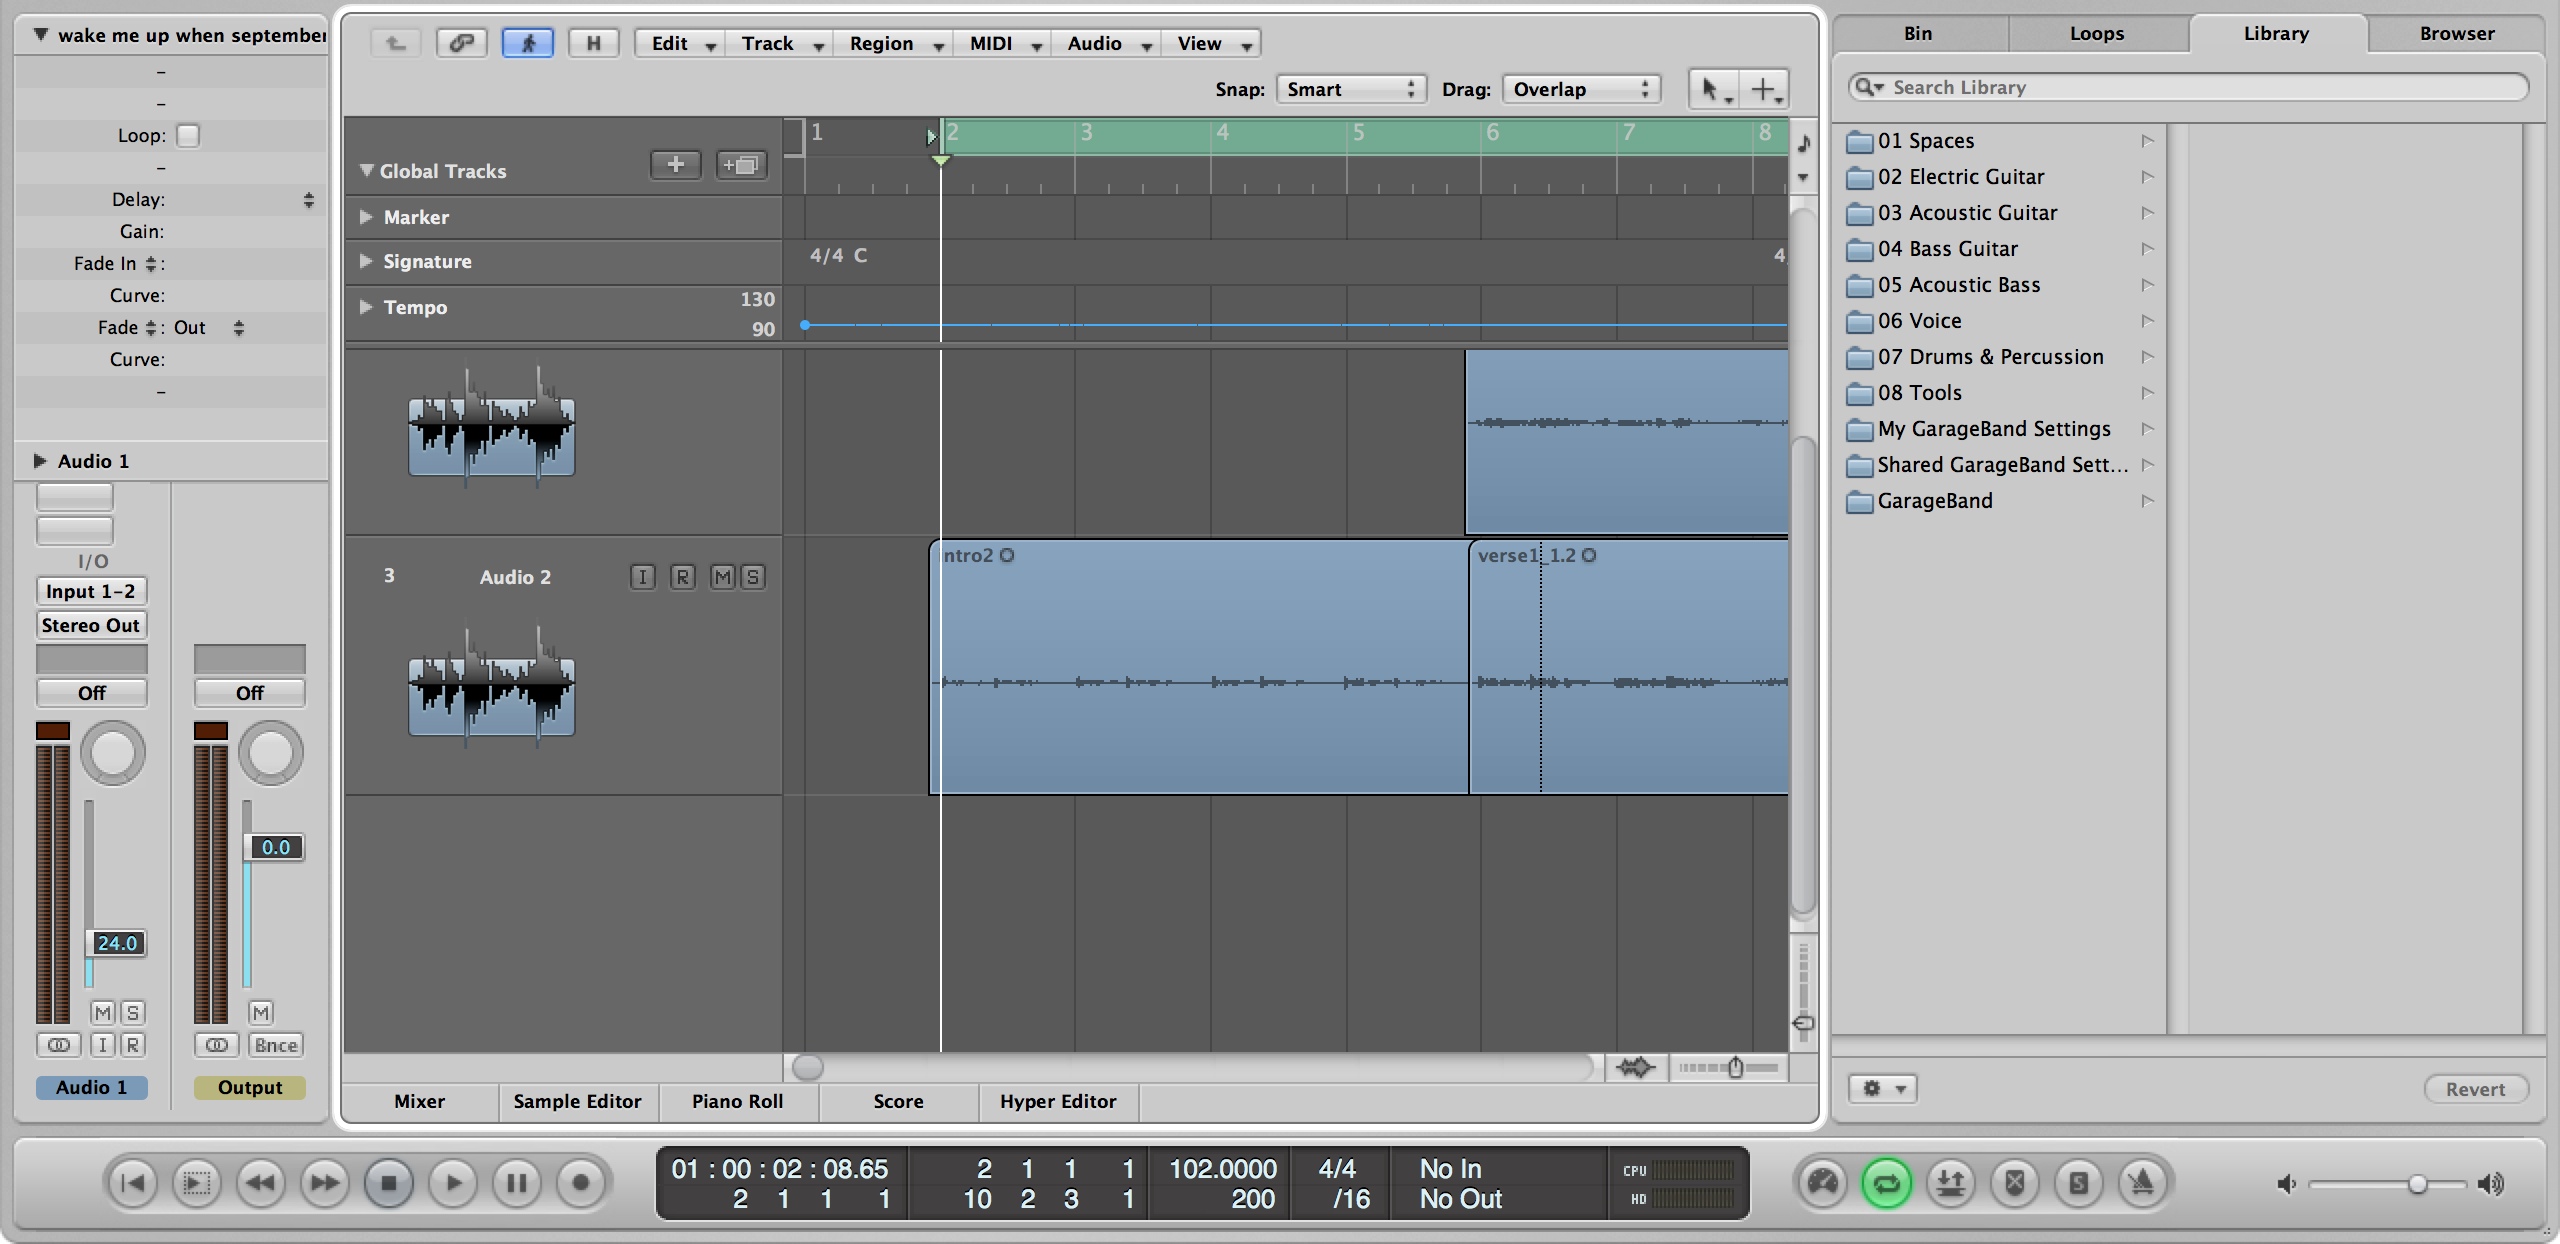 wake me up when september
–
–
Loop:
–
Delay:
Gain:
Fade In :
Curve:
Fade : Out
Curve:
–
Audio 1
I/O
Input 1-2
Stereo Out
Off
Off
0.0
24.0
M S
M
I R
Bnce
Audio 1
Output
H
Edit
Track
Region
MIDI
Audio
View
Snap: Smart
Drag: Overlap
1 2 3 4 5 6 7 8
Global Tracks
Marker
Signature
4/4 C
4
Tempo
130
90
3 Audio 2 I R M S
ntro2
verse1_1.2
Mixer
Sample Editor
Piano Roll
Score
Hyper Editor
Bin
Loops
Library
Browser
Search Library
01 Spaces
02 Electric Guitar
03 Acoustic Guitar
04 Bass Guitar
05 Acoustic Bass
06 Voice
07 Drums & Percussion
08 Tools
My GarageBand Settings
Shared GarageBand Sett...
GarageBand
Revert
01 : 00 : 02 : 08.65 2 1 1 1 102.0000 4/4 No In CPU
2 1 1 1 10 2 3 1 200 /16 No Out HD
S